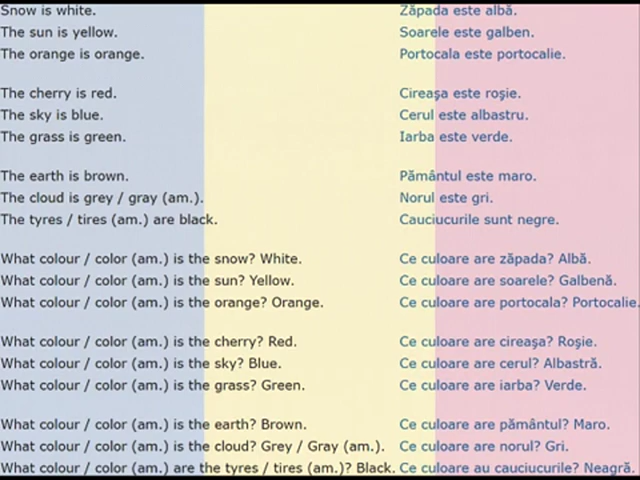 Snow is white. Zăpada este albă.
The sun is yellow. Soarele este galben.
The orange is orange. Portocala este portocalie.
The cherry is red. Cireaşa este roşie.
The sky is blue. Cerul este albastru.
The grass is green. Iarba este verde.
The earth is brown. Pământul este maro.
The cloud is grey / gray (am.). Norul este gri.
The tyres / tires (am.) are black. Cauciucurile sunt negre.
What colour / color (am.) is the snow? White. Ce culoare are zăpada? Albă.
What colour / color (am.) is the sun? Yellow. Ce culoare are soarele? Galbenă.
What colour / color (am.) is the orange? Orange. Ce culoare are portocala? Portocalie.
What colour / color (am.) is the cherry? Red. Ce culoare are cireaşa? Roşie.
What colour / color (am.) is the sky? Blue. Ce culoare are cerul? Albastră.
What colour / color (am.) is the grass? Green. Ce culoare are iarba? Verde.
What colour / color (am.) is the earth? Brown. Ce culoare are pământul? Maro.
What colour / color (am.) is the cloud? Grey / Gray (am.). Ce culoare are norul? Gri.
What colour / color (am.) are the tyres / tires (am.)? Black. Ce culoare au cauciucurile? Neagră.